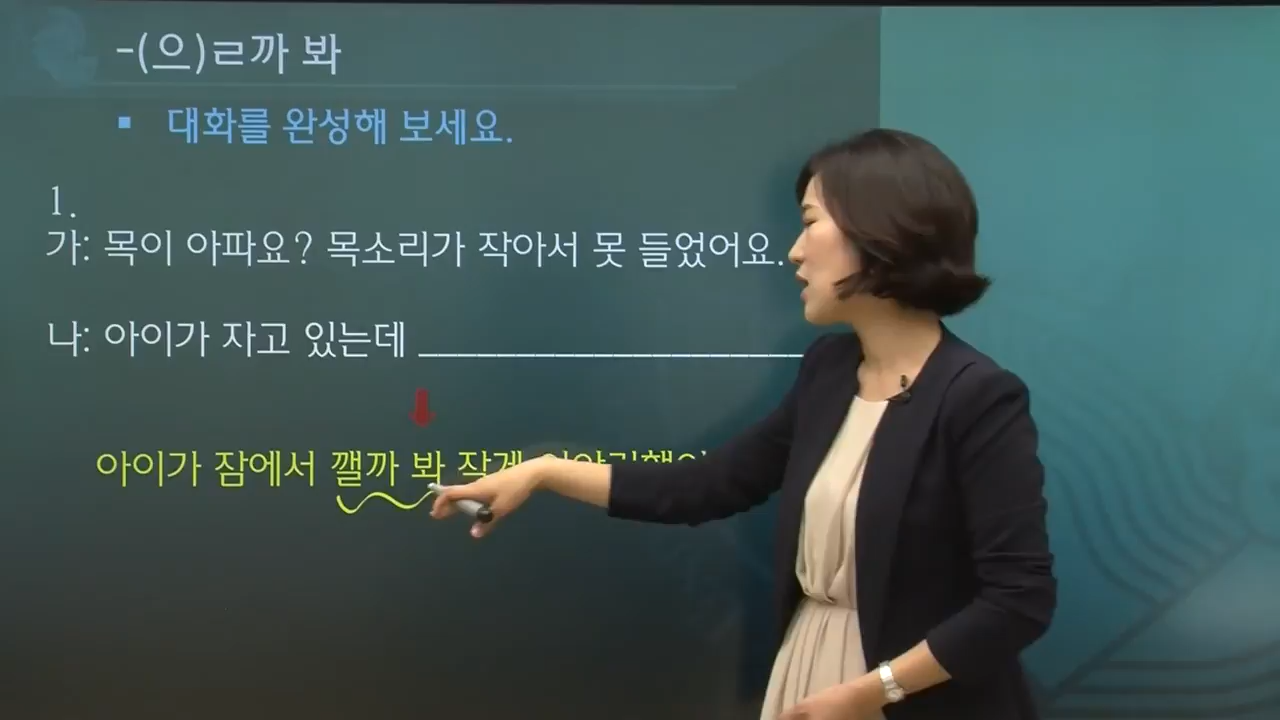 -(으)ㄹ까 봐
▪ 대화를 완성해 보세요.
1.
가: 목이 아파요? 목소리가 작아서 못 들었어요.
나: 아이가 자고 있는데 ____________________
아이가 잠에서 깰까 봐 작게